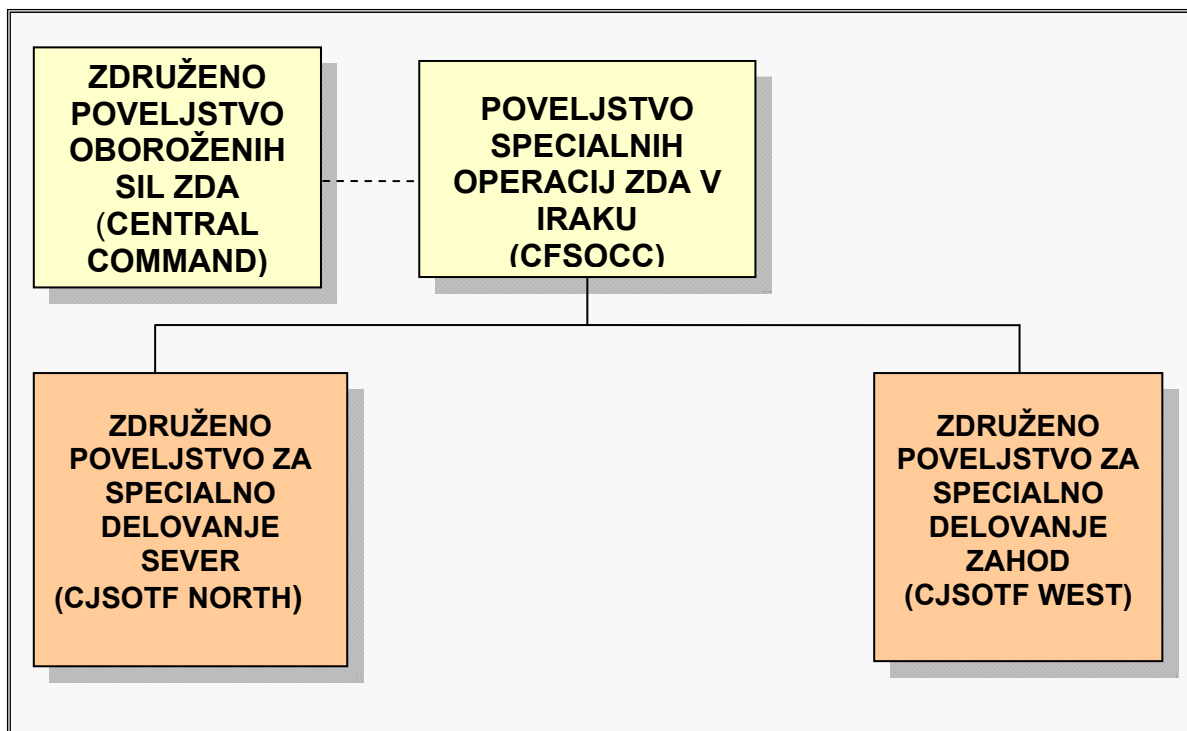 ZDRUŽENO
POVELJSTVO
OBOROŽENIH
SIL ZDA
(CENTRAL
COMMAND)
POVELJSTVO
SPECIALNIH
OPERACIJ ZDA V
IRAKU
(CFSOCC)
ZDRUŽENO
POVELJSTVO ZA
SPECIALNO
DELOVANJE
SEVER
(CJSOTF NORTH)
ZDRUŽENO
POVELJSTVO ZA
SPECIALNO
DELOVANJE
ZAHOD
(CJSOTF WEST)